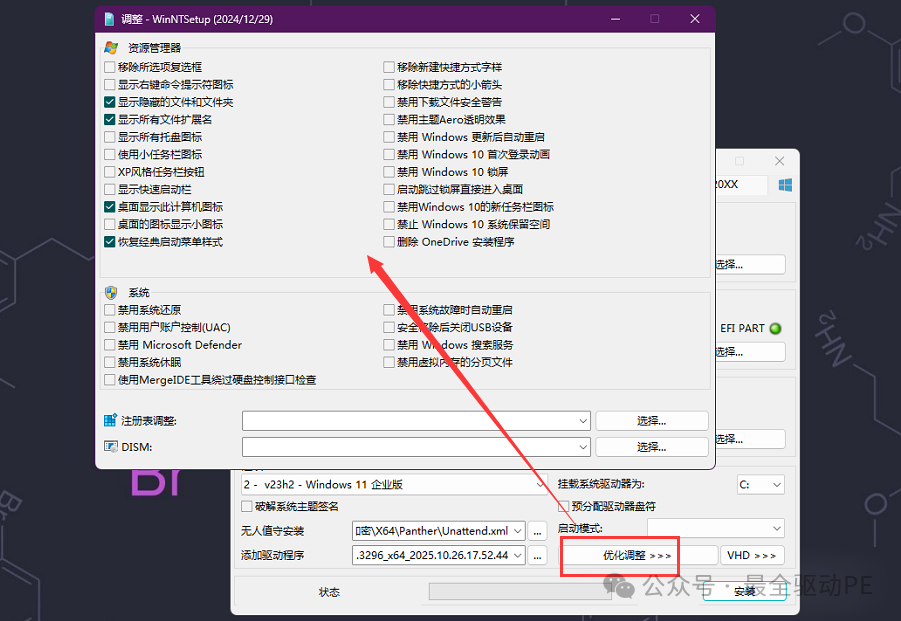 调整 - WinNTSetup (2024/12/29)
资源管理器
移除所选项复选框
移除新建快捷方式字样
显示右键命令提示符图标
移除快捷方式的小箭头
显示隐藏的文件和文件夹
禁用下载文件安全警告
显示所有文件扩展名
禁用主题Aero透明效果
显示所有托盘图标
禁用 Windows 更新后自动重启
使用小任务栏图标
禁用 Windows 10 首次登录动画
XP风格任务栏按钮
禁用 Windows 10 锁屏
显示快速启动栏
启动跳过锁屏直接进入桌面
桌面显示此计算机图标
禁用Windows 10的新任务栏图标
桌面的图标显示小图标
禁止 Windows 10 系统保留空间
恢复经典启动菜单样式
删除 OneDrive 安装程序
系统
禁用系统还原
禁用系统故障时自动重启
禁用用户账户控制(UAC)
安全移除后关闭USB设备
禁用 Microsoft Defender
禁用 Windows 搜索服务
禁用系统休眠
禁用虚拟内存的分页文件
使用MergeIDE工具绕过硬盘控制接口检查
注册表调整:
选择...
DISM:
选择...
20XX
选择...
EFI PART
选择...
选择...
2 - v23h2 - Windows 11 企业版
挂载系统驱动器为:
C:
破解系统主题签名
预分配驱动器盘符
无人值守安装
密\X64\Panther\Unattend.xml
...
启动模式:
添加驱动程序
.3296_x64_2025.10.26.17.52.44
...
优化调整 >>>
VHD >>>
状态
安装
公众号 · 最全驱动PE
Br
Br
NH₂
NH₂
O
O